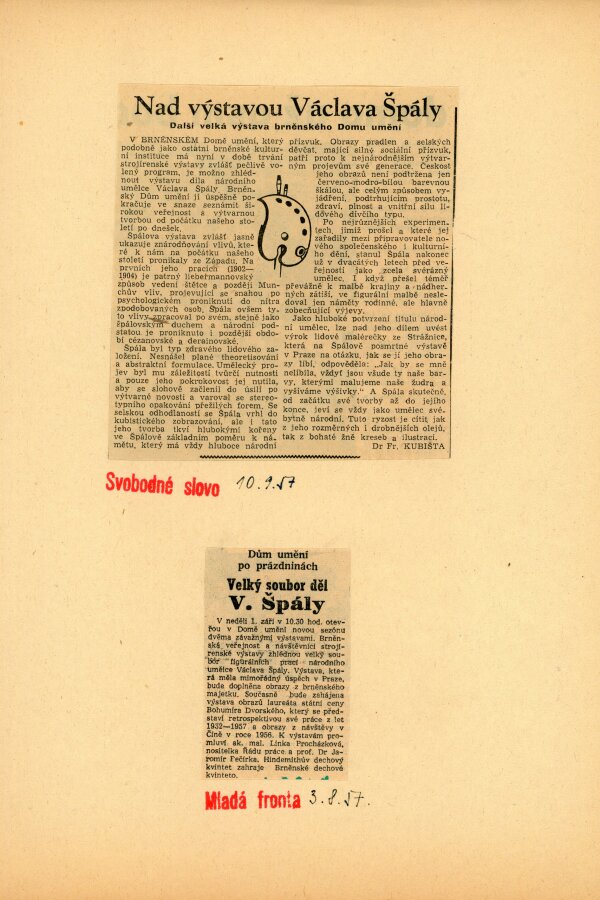 Nad výstavou Václava Špály
Další velká výstava brněnského Domu umění
V BRNĚNSKÉM Domě umění, který
podobně jako ostatní brněnské kultur-
ní instituce má nyní v době trvání
strojírenské výstavy zvlášť pečlivě vo-
lený program, je možno zhléd-
nout výstavu díla národního
umělce Václava Špály. Brněn-
ský Dům umění jí úspěšně po-
kračuje ve snaze seznámit ši-
rokou veřejnost s výtvarnou
tvorbou od počátku našeho sto-
letí po dnešek.
Špálova výstava zvlášť jasně
ukazuje znárodňování vlivů, kte-
ré k nám na počátku našeho
století pronikaly ze Západu. Na
prvních jeho pracích (1902—
1904) je patrný liebermannovský
způsob vedení štětce a později Mun-
chův vliv, projevující se snahou po
psychologickém proniknutí do nitra
zpodobovaných osob. Špála ovšem ty-
to vlivy zpracoval po svém, stejně jako
špálovským duchem a národní pod-
statou je proniknuto i pozdější obdo-
bí cézanovské a derainovské.
Špála byl typ zdravého lidového za-
ložení. Nesnášel plané theoretisování
a abstraktní formulace. Umělecký pro-
jev byl mu záležitostí tvůrčí nutnosti
a pouze jeho pokrokovost jej nutila,
aby se slohově začlenil do úsilí po
výtvarné novosti a varoval se stereo-
typního opakování přežilých forem. Se
selskou odhodlaností se Špála vrhl do
kubistického zobrazování, ale i tato
jeho tvorba tkví hlubokými kořeny
ve Špálově základním poměru k ná-
mětu, který má vždy hluboce národní
přízvuk. Obrazy pradlen a selských
děvčat, mající silný sociální přízvuk,
patří proto k nejnárodnějším výtvar-
ným projevům své generace. Českost
jeho obrazů není podtržena jen
červeno-modro-bílou barevnou
škálou, ale celým způsobem vy-
jádření, podtrhujícím prostotu,
zdraví, plnost a vnitřní sílu li-
dového dívčího typu.
Po nejrůznějších experimen-
tech, jimiž prošel a které jej
zařadily mezi připravovatele no-
vého společenského i kulturní-
ho dění, stanul Špála nakonec
už v dvacátých letech před ve-
řejností jako zcela svérázný
umělec. I když přešel téměř
převážně k malbě krajiny a nádher-
ných zátiší, ve figurální malbě nesle-
doval jen náměty rodinné, ale hlavně
zobecňující výjevy.
Jako hluboké potvrzení titulu národ-
ní umělec, lze nad jeho dílem uvést
výrok lidové malérečky ze Strážnice,
která na Špálově posmrtné výstavě
v Praze na otázku, jak se jí jeho obra-
zy líbí, odpověděla: „Jak by se mně
nelíbila, vždyť jsou všude ty naše bar-
vy, kterými malujeme naše žudra a
vyšíváme výšivky.“ A Špála skutečně,
od začátku své tvorby až do jejího
konce, jeví se vždy jako umělec své-
bytně národní. Tuto ryzost je cítit jak
z jeho rozměrných i drobnějších olejů,
tak z bohaté žně kreseb a ilustrací.
Dr Fr. KUBIŠTA
Svobodné slovo 10.9.57
Dům umění
po prázdninách
Velký soubor děl
V. Špály
V neděli 1. září v 10.30 hod. otev-
řou v Domě umění novou sezónu
dvěma závažnými výstavami. Brněn-
ská veřejnost a návštěvníci strojí-
renské výstavy zhlédnou velký sou-
bor figurálních prací národního
umělce Václava Špály. Výstava, kte-
rá měla mimořádný úspěch v Praze,
bude doplněna obrazy z brněnského
majetku. Současně bude zahájena
výstava obrazů laureáta státní ceny
Bohumíra Dvorského, který se před-
staví retrospektivou své práce z let
1932—1957 a obrazy z návštěvy v
Číně v roce 1956. K výstavám pro-
mluví ak. mal. Linka Procházková,
nositelka Řádu práce a prof. Dr Ja-
romír Fečírka. Hindemithův dechový
kvintet zahraje Brněnské dechové
kvinteto.
Mladá fronta 3.8.57.